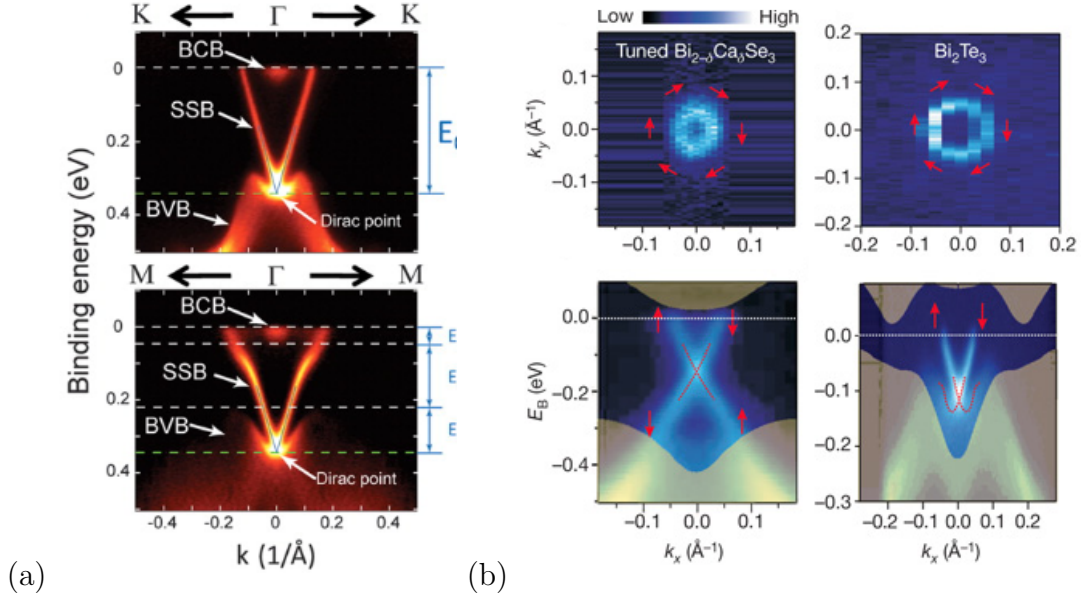 K Γ K
BCB
SSB
BVB
Dirac point
E
0
0.2
0.4
M Γ M
BCB
SSB
BVB
Dirac point
E
E
E
0
0.2
0.4
Binding energy (eV)
-0.4 -0.2 0 0.2 0.4
k (1/Å)
(a)
Low High
Tuned Bi2−δCaδSe3
0.1
0.0
−0.1
ky (Å−1)
−0.1 0.0 0.1
Bi2Te3
0.2
0.1
0.0
−0.1
−0.2
−0.2 −0.1 0.0 0.1 0.2
0.0
−0.2
−0.4
EB (eV)
−0.1 0.0 0.1
kx (Å−1)
0.0
−0.1
−0.2
−0.3
−0.2 −0.1 0.0 0.1 0.2
kx (Å−1)
(b)